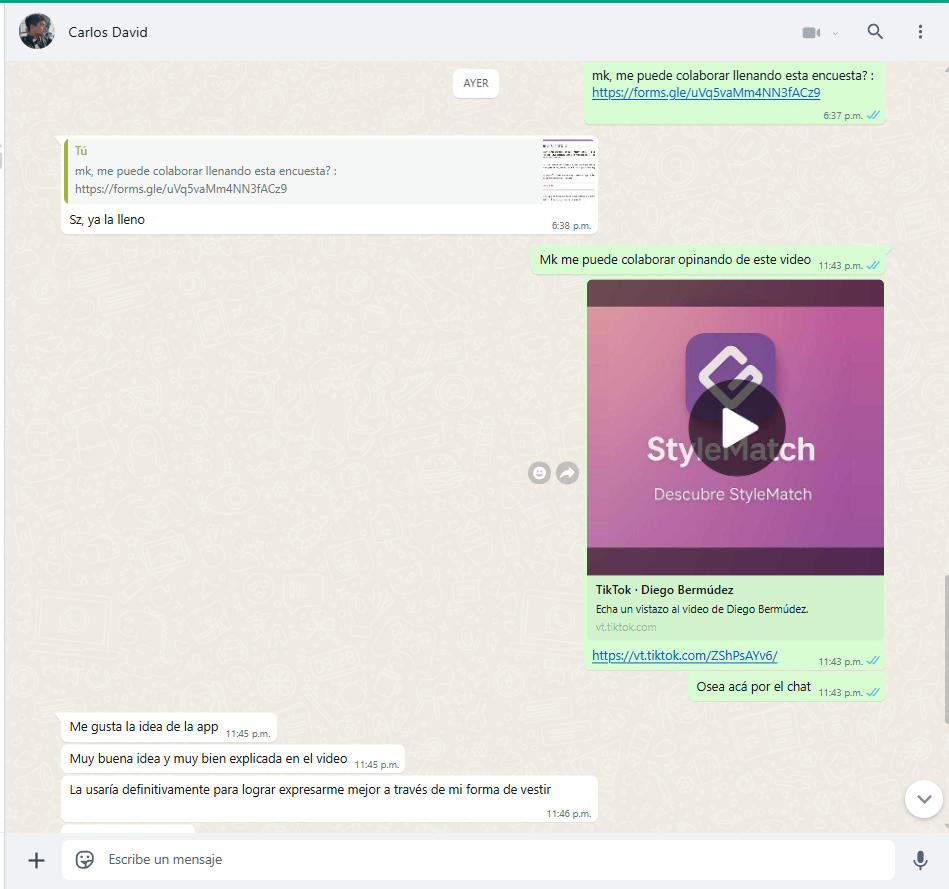 Carlos David
AYER
mk, me puede colaborar llenando esta encuesta? :
https://forms.gle/uVq5vaMm4NN3fACz9
6:37 p.m.
Tú
mk, me puede colaborar llenando esta encuesta? :
https://forms.gle/uVq5vaMm4NN3fACz9
Sz, ya la lleno
6:38 p.m.
Mk me puede colaborar opinando de este video
11:43 p.m.
StyleMatch
Descubre StyleMatch
TikTok · Diego Bermúdez
Echa un vistazo al video de Diego Bermúdez.
vt.tiktok.com
https://vt.tiktok.com/ZShPsAYv6/
11:43 p.m.
Osea acá por el chat
11:43 p.m.
Me gusta la idea de la app
11:45 p.m.
Muy buena idea y muy bien explicada en el video
11:45 p.m.
La usaría definitivamente para lograr expresarme mejor a través de mi forma de vestir
11:46 p.m.
Escribe un mensaje